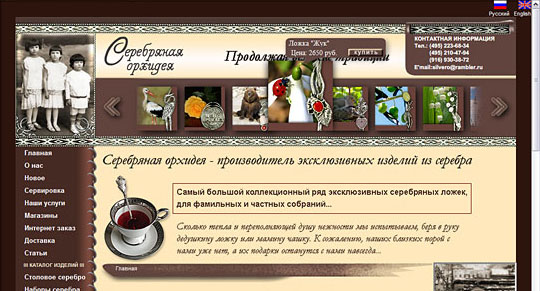 Русский English
КОНТАКТНАЯ ИНФОРМАЦИЯ
Тел.: (495) 223-68-34
(495) 210-47-94
(916) 930-38-72
E'mail:silvero@rambler.ru
Серебряная
орхидея
Продолжая
традиции
Ложка "Жук"
Цена: 2650 руб.
купить
Серебряная орхидея - производитель эксклюзивных изделий из серебра
Главная
О нас
Новое
Сервировка
Наши услуги
Магазины
Интернет заказ
Доставка
Статьи
!!! КАТАЛОГ ИЗДЕЛИЙ !!!
Столовое серебро
Наборы серебра
Самый большой коллекционный ряд эксклюзивных серебряных ложек,
для фамильных и частных собраний...
Сколько тепла и переполняющей душу нежности мы испытываем, беря в руку
дедушкину ложку или мамину чашку. К сожалению, наших близких порой с
нами уже нет, а их подарки останутся с нами навсегда...
Главная